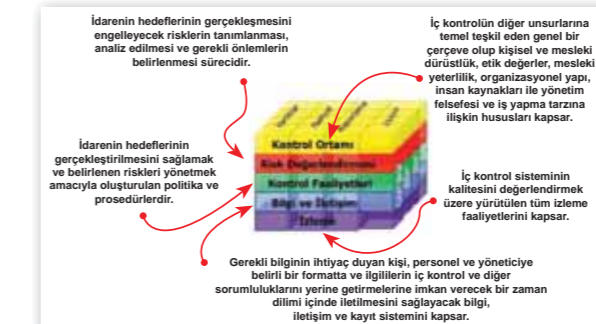 İdarenin hedeflerinin gerçekleşmesini
engelleyecek risklerin tanımlanması,
analiz edilmesi ve gerekli önlemlerin
belirlenmesi sürecidir.
İç kontrolün diğer unsurlarına
temel teşkil eden genel bir
çerçeve olup kişisel ve mesleki
dürüstlük, etik değerler, mesleki
yeterlilik, organizasyonel yapı,
insan kaynakları ile yönetim
felsefesi ve iş yapma tarzına
ilişkin hususları kapsar.
İdarenin hedeflerinin
gerçekleştirilmesini sağlamak
ve belirlenen riskleri yönetmek
amacıyla oluşturulan politika ve
prosedürlerdir.
Kontrol Ortamı
Risk Değerlendirmesi
Kontrol Faaliyetleri
Bilgi ve İletişim
İzleme
İç kontrol sisteminin
kalitesini değerlendirmek
üzere yürütülen tüm izleme
faaliyetlerini kapsar.
Gerekli bilginin ihtiyaç duyan kişi, personel ve yöneticiye
belirli bir formatta ve ilgililerin iç kontrol ve diğer
sorumluluklarını yerine getirmelerine imkan verecek bir zaman
dilimi içinde iletilmesini sağlayacak bilgi,
iletişim ve kayıt sistemini kapsar.